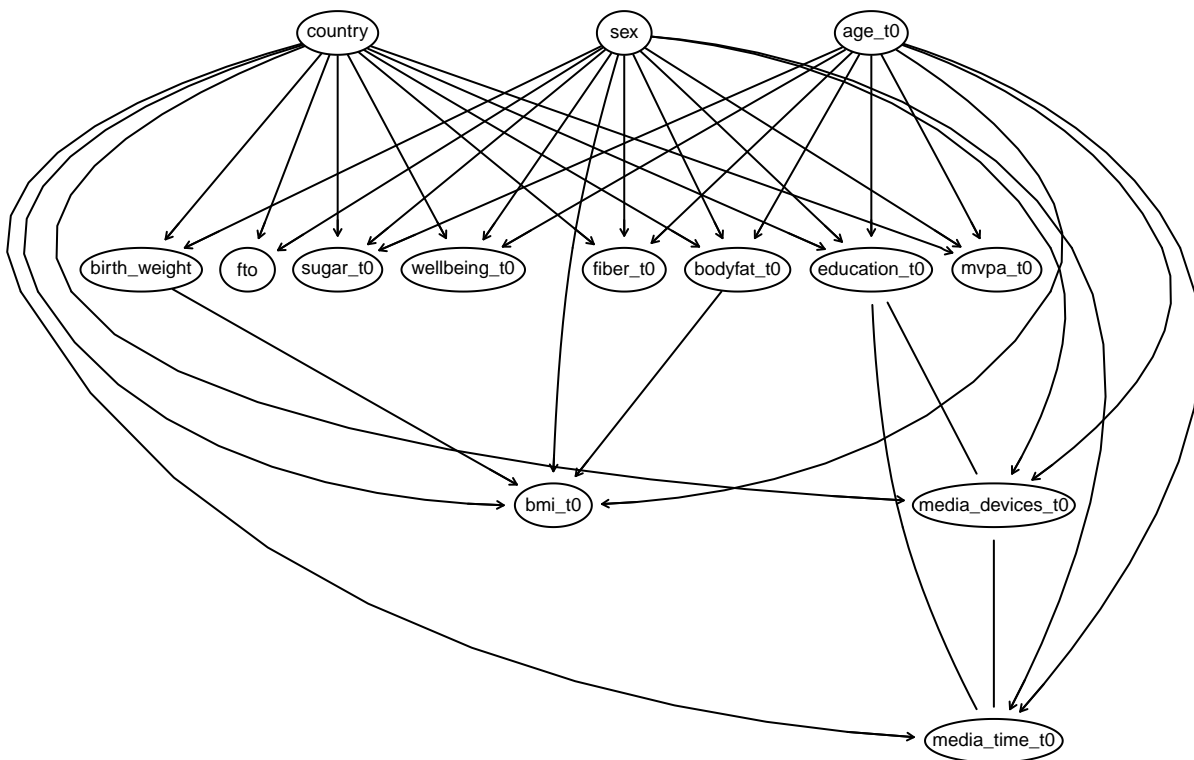 country
sex
age_t0
birth_weight
fto
sugar_t0
wellbeing_t0
fiber_t0
bodyfat_t0
education_t0
mvpa_t0
bmi_t0
media_devices_t0
media_time_t0